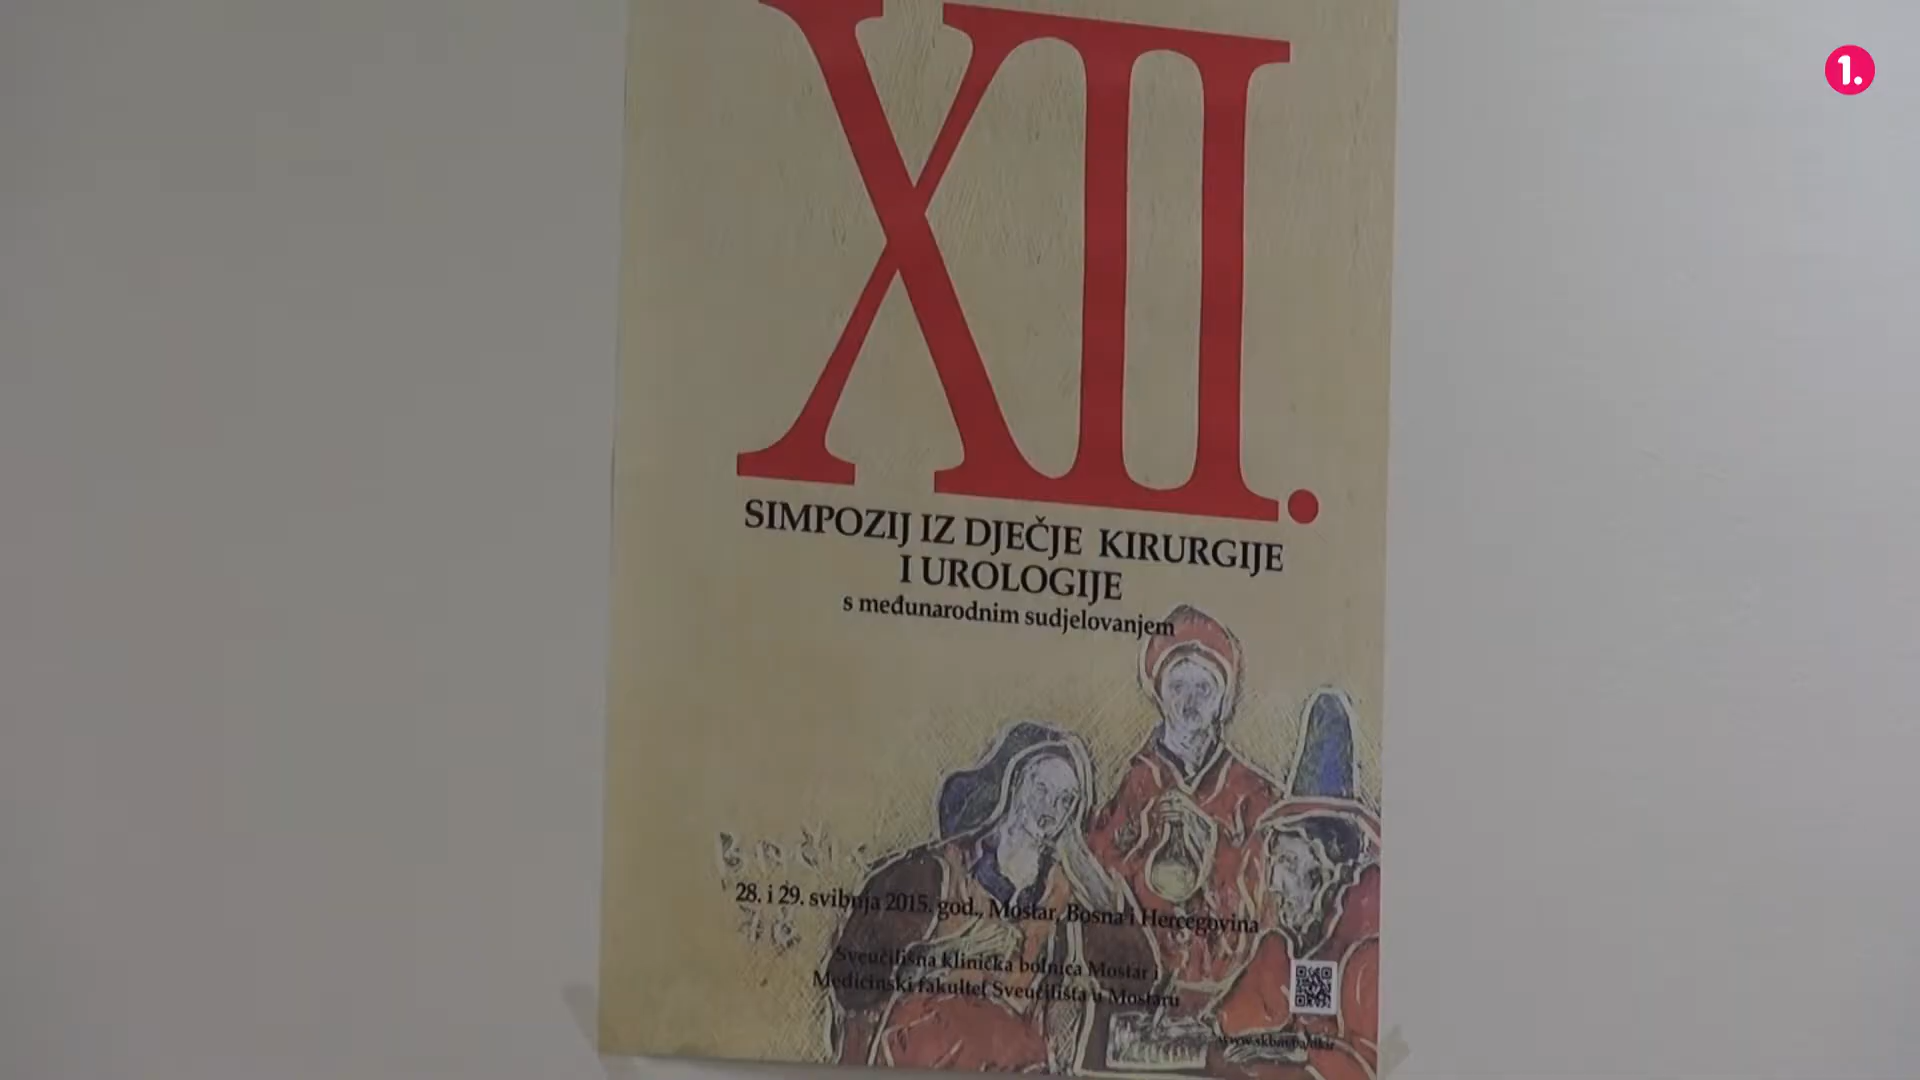 1.
XII.
SIMPOZIJ IZ DJEČJE KIRURGIJE
I UROLOGIJE
s međunarodnim sudjelovanjem
28. i 29. svibnja 2015. god., Mostar, Bosna i Hercegovina
Sveučilišna klinička bolnica Mostar i
Medicinski fakultet Sveučilišta u Mostaru